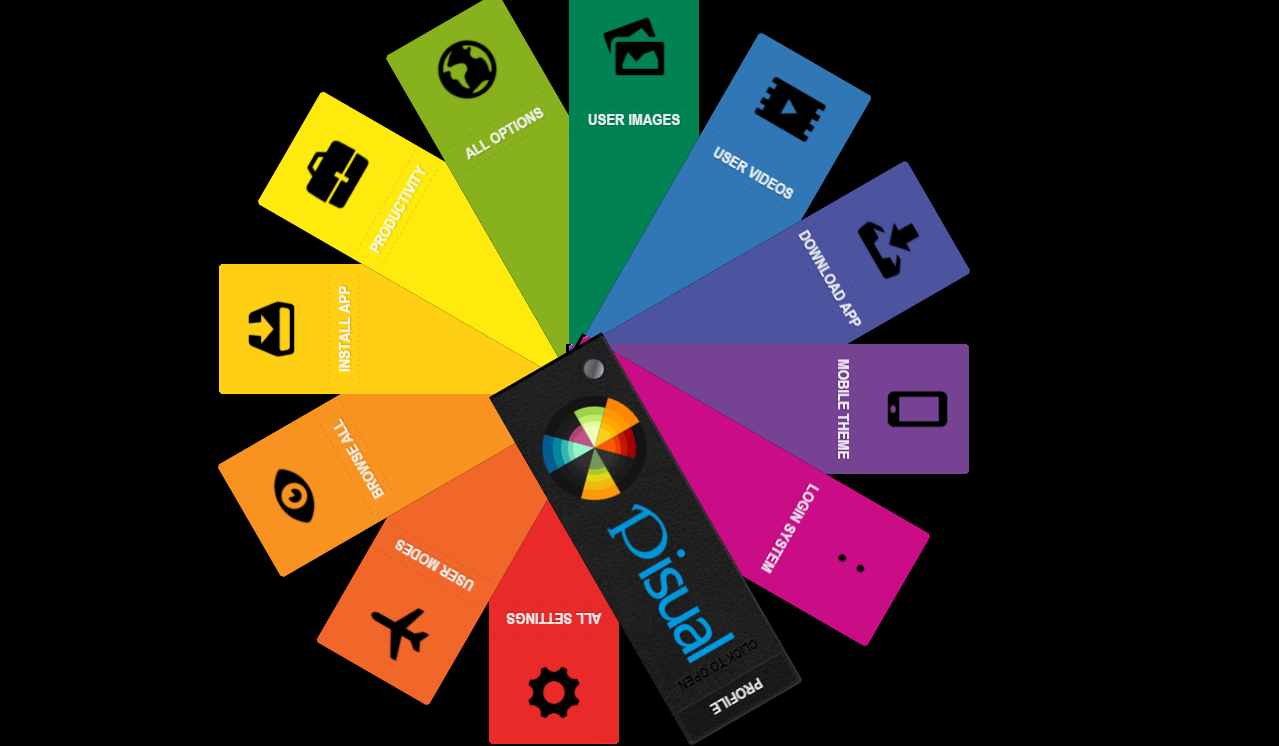 ALL OPTIONS
USER IMAGES
USER VIDEOS
DOWNLOAD APP
MOBILE THEME
LOGIN SYSTEM
PRODUCTIVITY
INSTALL APP
BROWSE ALL
USER MODES
ALL SETTINGS
Disual
CLICK TO OPEN
PROFILE